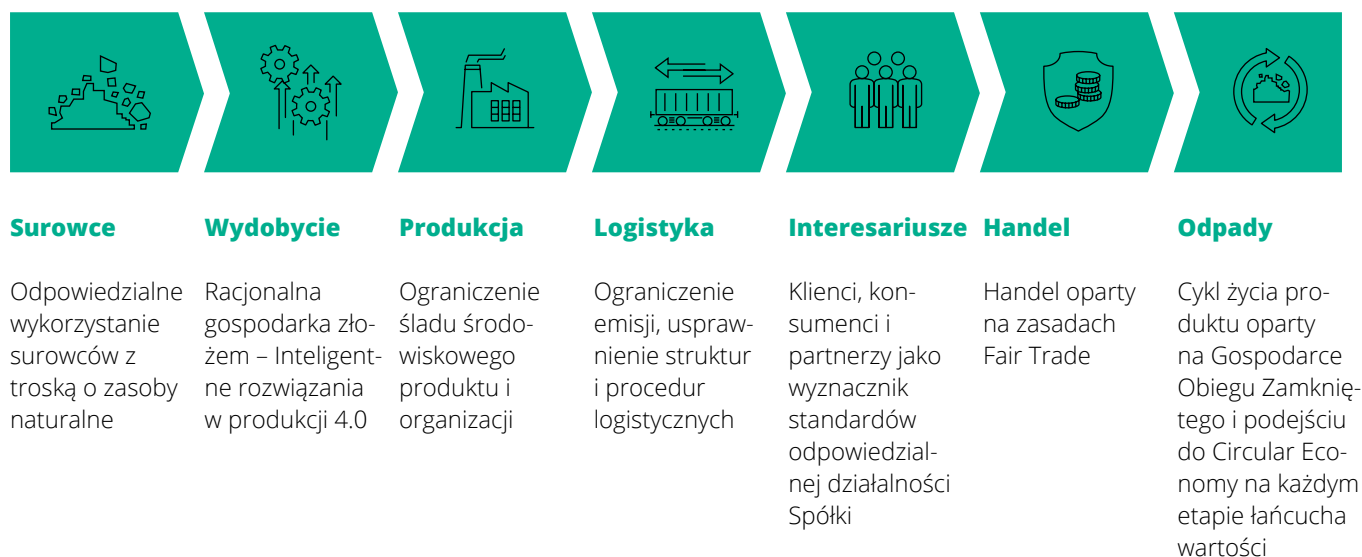 Surowce
Odpowiedzialne
wykorzystanie
surowców z
troską o zasoby
naturalne
Wydobycie
Racjonalna
gospodarka zło-
żem – Inteligent-
ne rozwiązania
w produkcji 4.0
Produkcja
Ograniczenie
śladu środo-
wiskowego
produktu i
organizacji
Logistyka
Ograniczenie
emisji, uspraw-
nienie struktur
i procedur
logistycznych
Interesariusze
Klienci, kon-
sumenci i
partnerzy jako
wyznacznik
standardów
odpowiedzial-
nej działalności
Spółki
Handel
Handel oparty
na zasadach
Fair Trade
Odpady
Cykl życia pro-
duktu oparty
na Gospodarce
Obiegu Zamknię-
tego i podejściu
do Circular Eco-
nomy na każdym
etapie łańcucha
wartości